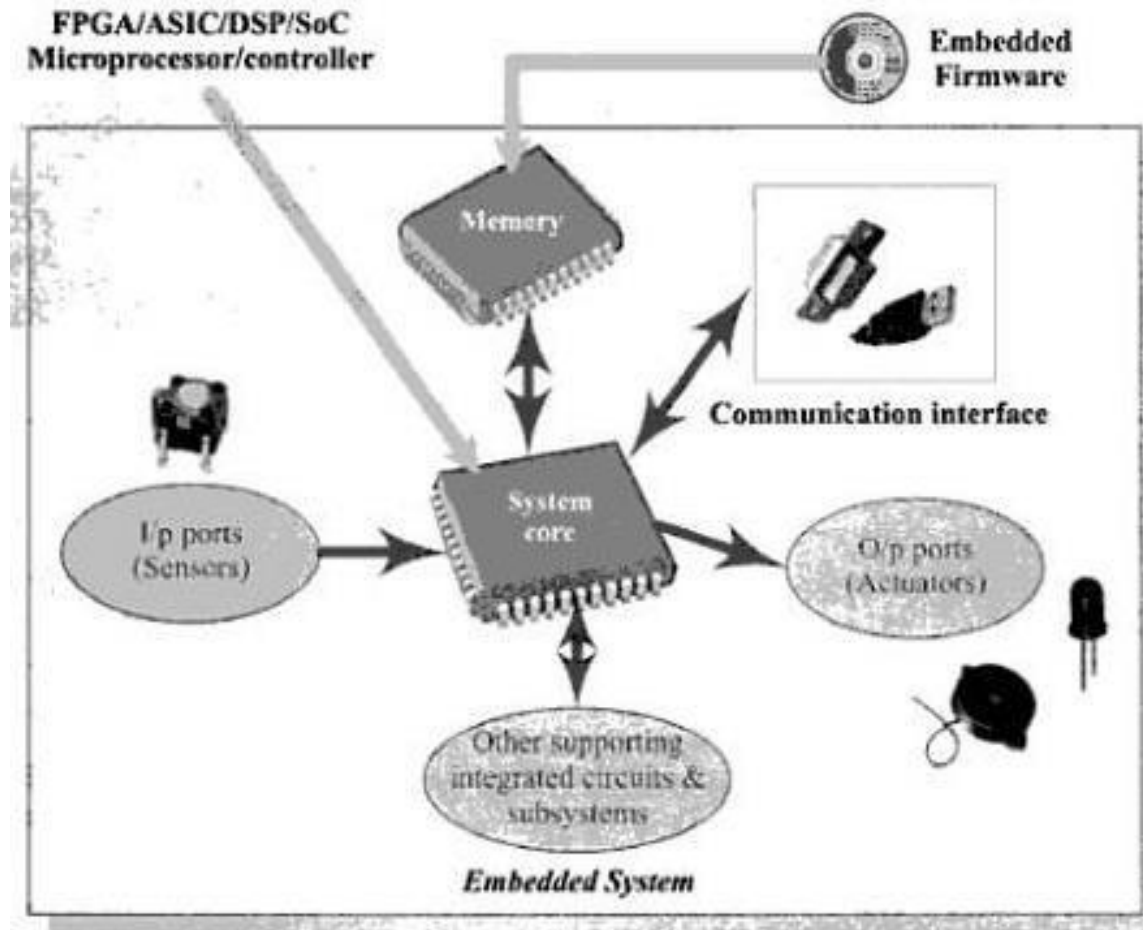 FPGA/ASIC/DSP/SoC
Microprocessor/controller
Embedded
Firmware
Memory
Communication interface
System
core
I/p ports
(Sensors)
O/p ports
(Actuators)
Other supporting
integrated circuits &
subsystems
Embedded System